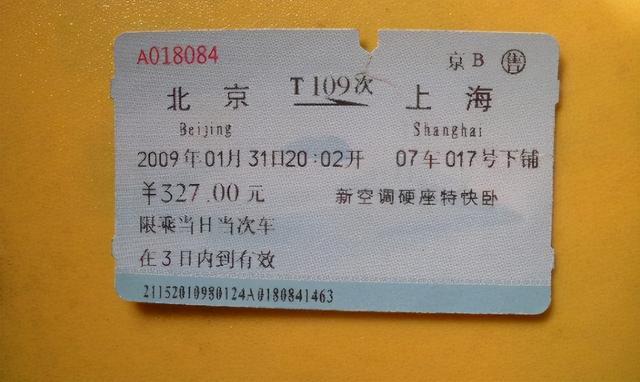 A018084 京B 售
北京 T109次 上海
Beijing Shanghai
2009年01月31日20:02开 07车017号下铺
¥327.00元 新空调硬座特快卧
限乘当日当次车
在3日内到有效
21152010980124A0180841463